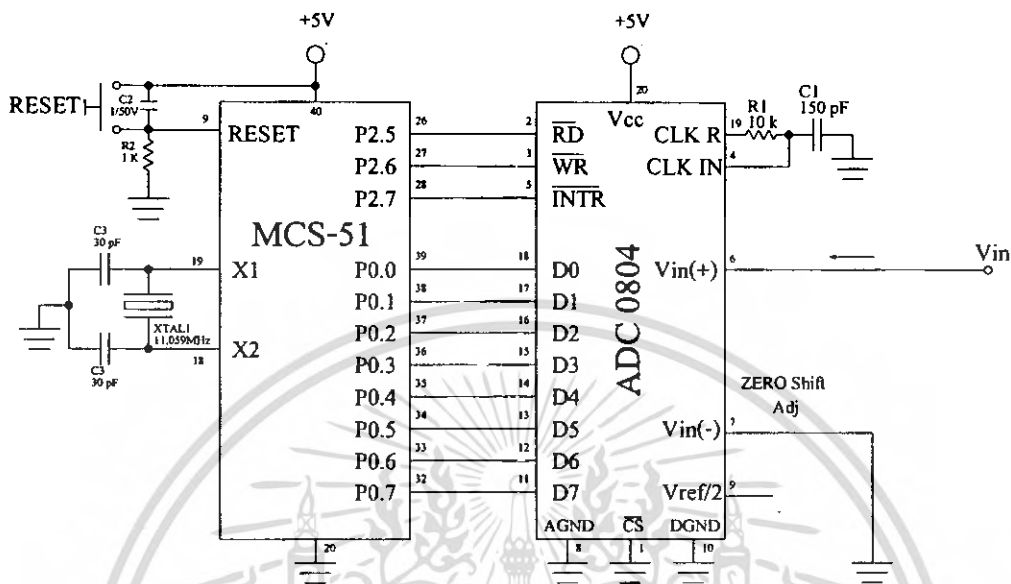 +5V
+5V
RESET
C2
1/50V
R2
1 K
9
RESET
40
MCS-51
P2.5
P2.6
P2.7
P0.0
P0.1
P0.2
P0.3
P0.4
P0.5
P0.6
P0.7
26
27
28
39
38
37
36
35
34
33
32
C3
30 pF
XTAL1
11,059MHz
C3
30 pF
19
X1
18
X2
20
2
3
5
18
17
16
15
14
13
12
11
20
Vcc
RD
WR
INTR
D0
D1
D2
D3
D4
D5
D6
D7
ADC 0804
CLK R
CLK IN
Vin(+)
Vin(-)
Vref/2
AGND
CS
DGND
8
1
10
19
4
6
7
9
R1
10 k
C1
150 pF
Vin
ZERO Shift
Adj